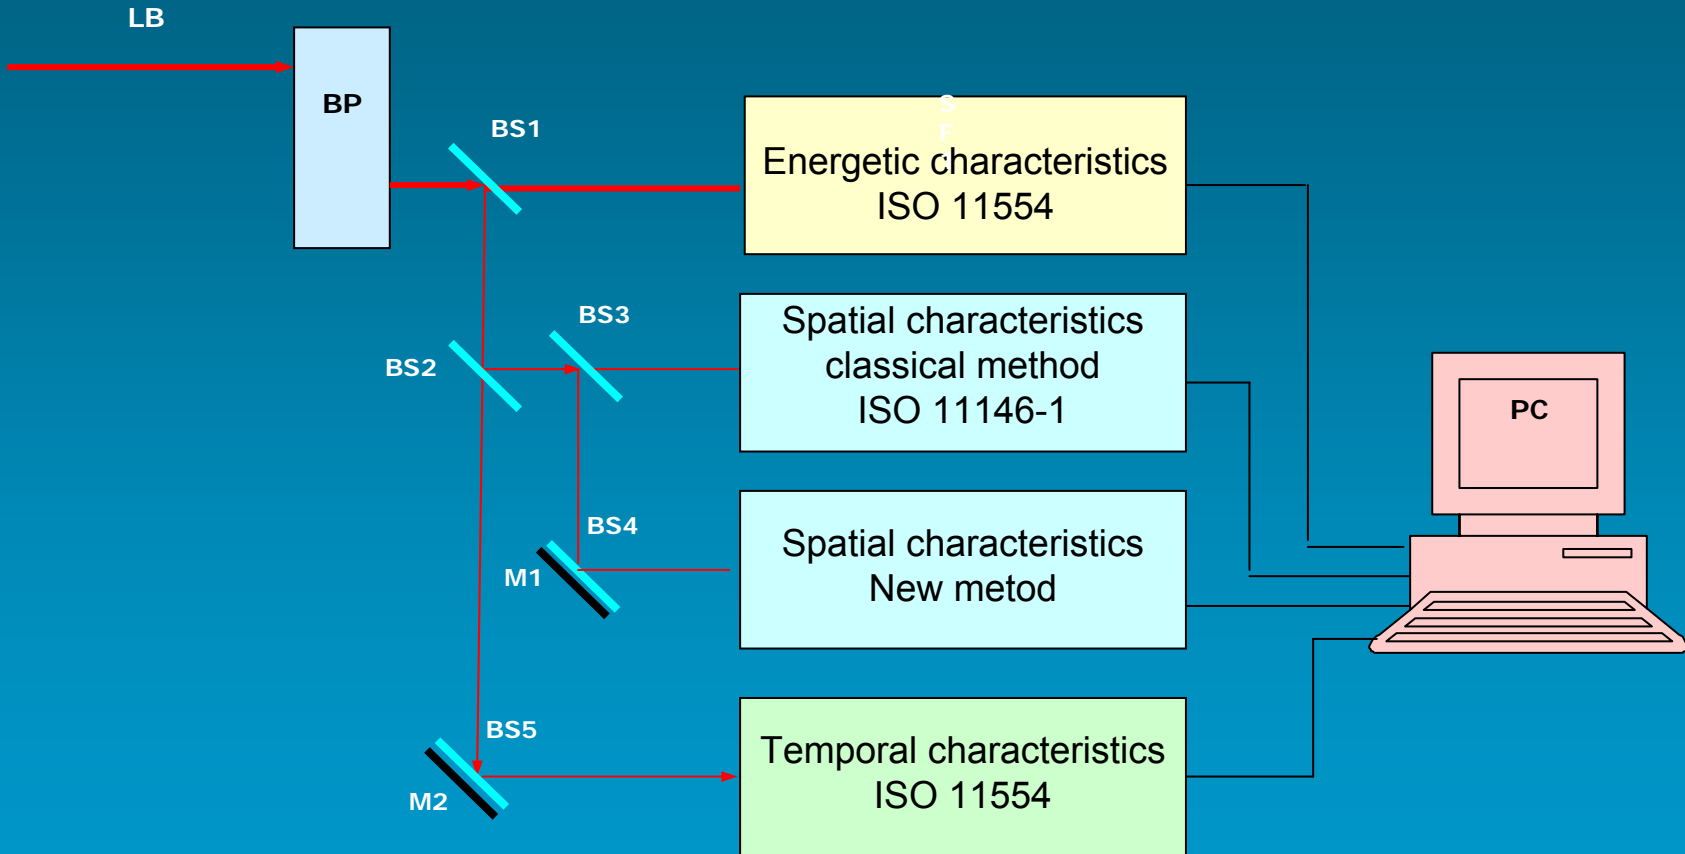 LB
BP
BS1
S
F
Energetic characteristics
ISO 11554
BS3
BS2
Spatial characteristics
classical method
ISO 11146-1
PC
BS4
M1
Spatial characteristics
New metod
BS5
M2
Temporal characteristics
ISO 11554